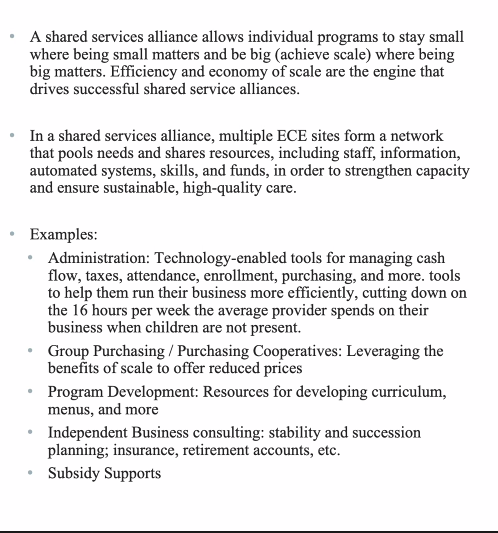 • A shared services alliance allows individual programs to stay small
where being small matters and be big (achieve scale) where being
big matters. Efficiency and economy of scale are the engine that
drives successful shared service alliances.
• In a shared services alliance, multiple ECE sites form a network
that pools needs and shares resources, including staff, information,
automated systems, skills, and funds, in order to strengthen capacity
and ensure sustainable, high-quality care.
• Examples:
• Administration: Technology-enabled tools for managing cash
flow, taxes, attendance, enrollment, purchasing, and more. tools
to help them run their business more efficiently, cutting down on
the 16 hours per week the average provider spends on their
business when children are not present.
• Group Purchasing / Purchasing Cooperatives: Leveraging the
benefits of scale to offer reduced prices
• Program Development: Resources for developing curriculum,
menus, and more
• Independent Business consulting: stability and succession
planning; insurance, retirement accounts, etc.
• Subsidy Supports